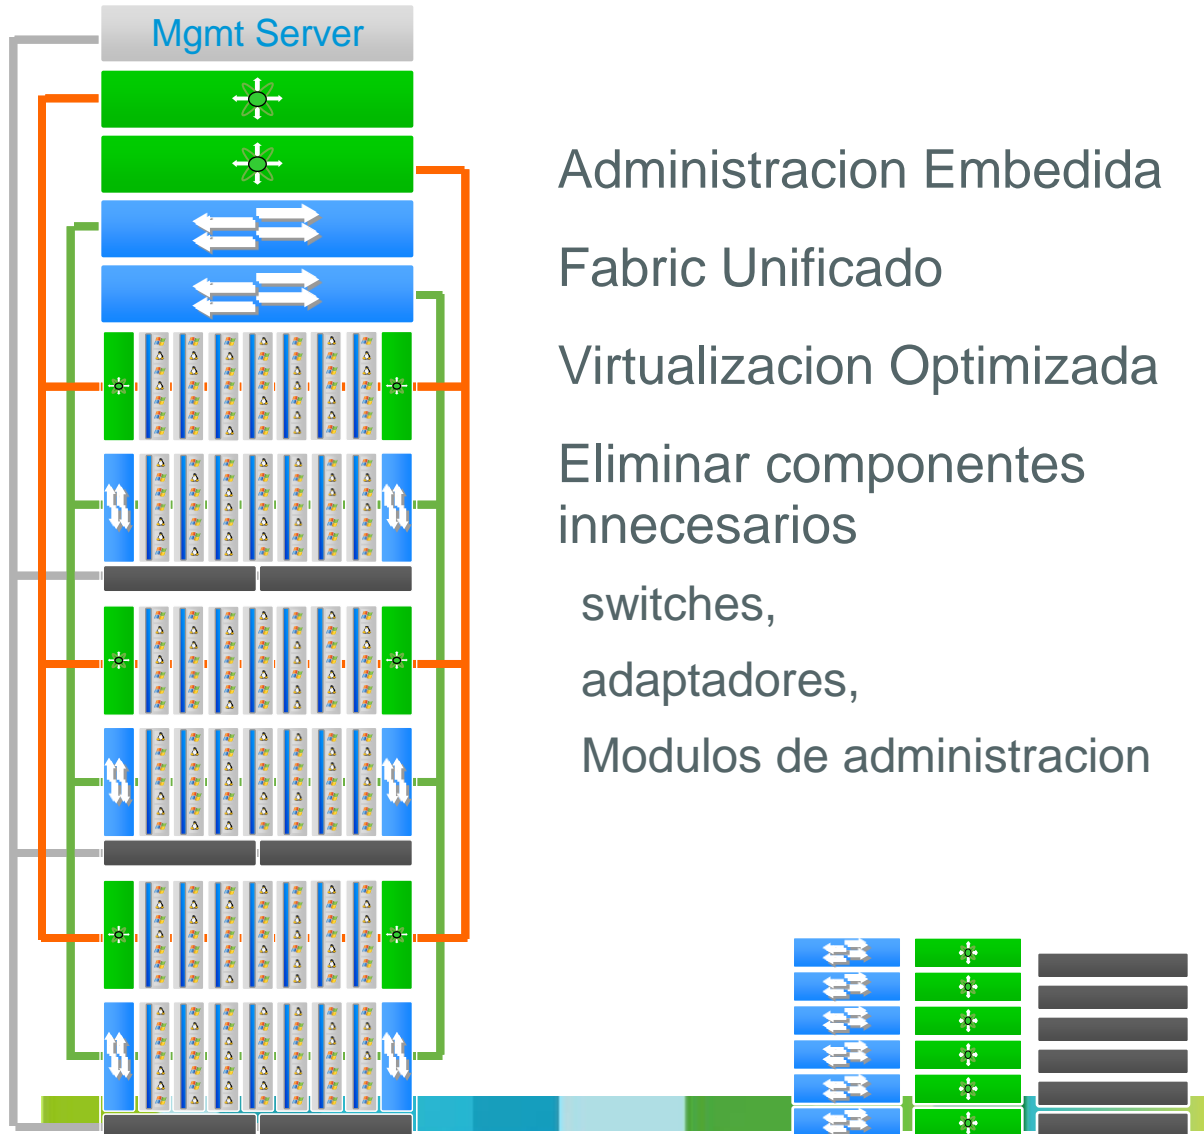 Mgmt Server
Administracion Embedida
Fabric Unificado
Virtualizacion Optimizada
Eliminar componentes
innecesarios
switches,
adaptadores,
Modulos de administracion